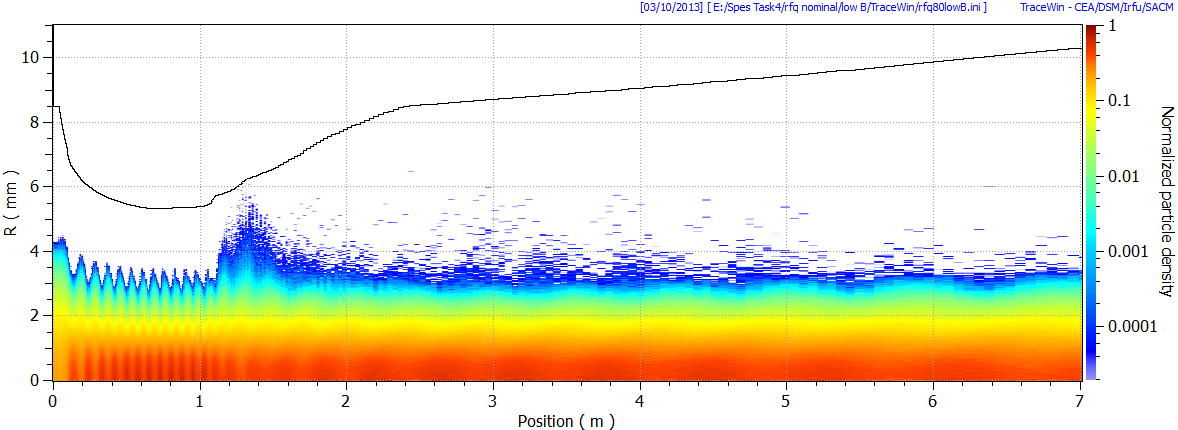 [03/10/2013] [ E:/Spes Task4/rfq nominal/low B/TraceWin/rfq80lowB.ini ] TraceWin - CEA/DSM/Irfu/SACM
R ( mm )
10
8
6
4
2
0
0 1 2 3 4 5 6 7
Position ( m )
1
0.1
0.01
0.001
0.0001
Normalized particle density